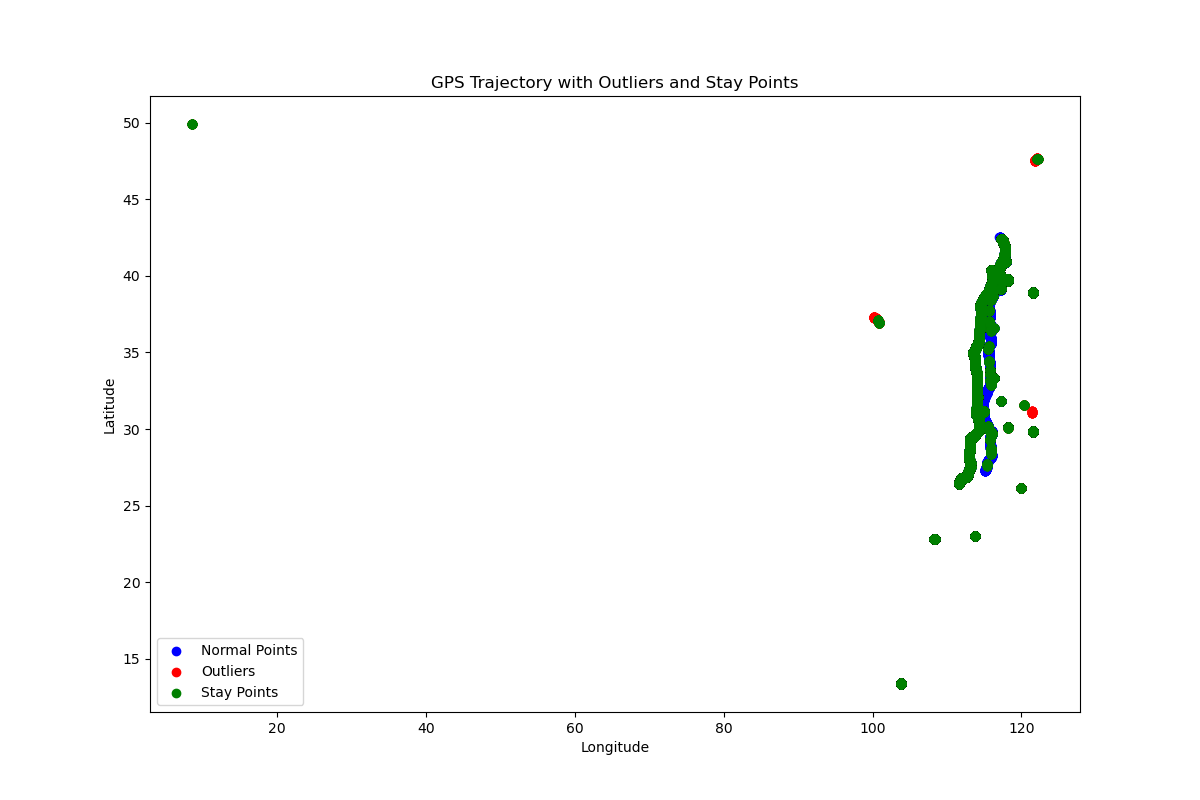 GPS Trajectory with Outliers and Stay Points
50
45
40
35
30
25
20
15
Latitude
Normal Points
Outliers
Stay Points
20 40 60 80 100 120
Longitude